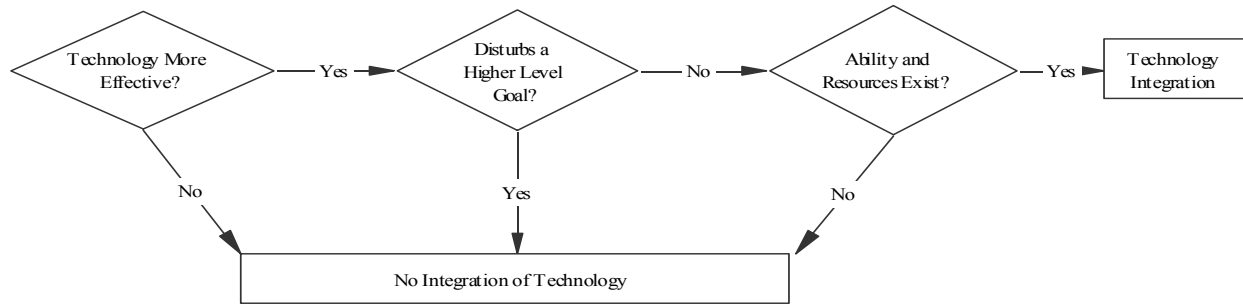 Technology More
Effective?
Yes
Disturbs a
Higher Level
Goal?
No
Ability and
Resources Exist?
Yes
Technology
Integration
No
Yes
No
No Integration of Technology